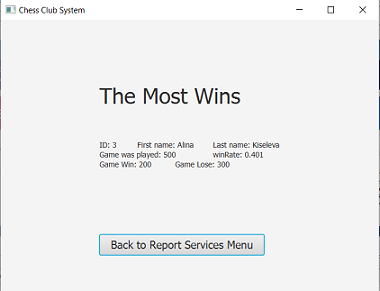 Chess Club System
The Most Wins
ID: 3 First name: Alina Last name: Kiseleva
Game was played: 500 winRate: 0.401
Game Win: 200 Game Lose: 300
Back to Report Services Menu